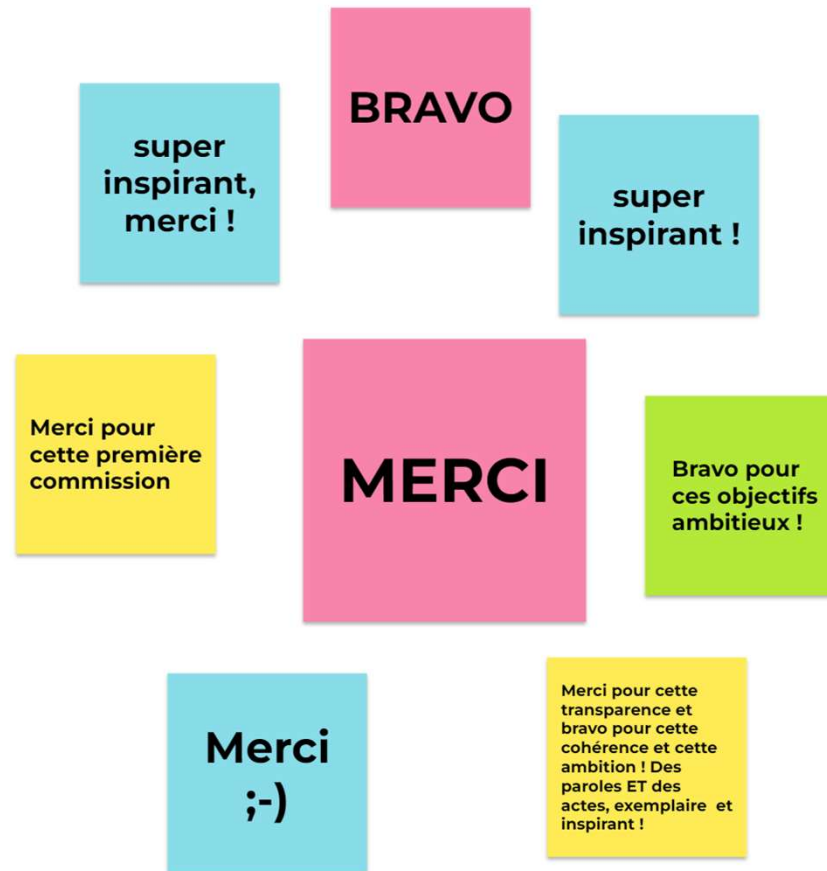 BRAVO
super
inspirant,
merci !
super
inspirant !
Merci pour
cette première
commission
MERCI
Bravo pour
ces objectifs
ambitieux !
Merci
;-)
Merci pour cette
transparence et
bravo pour cette
cohérence et cette
ambition ! Des
paroles ET des
actes, exemplaire et
inspirant !